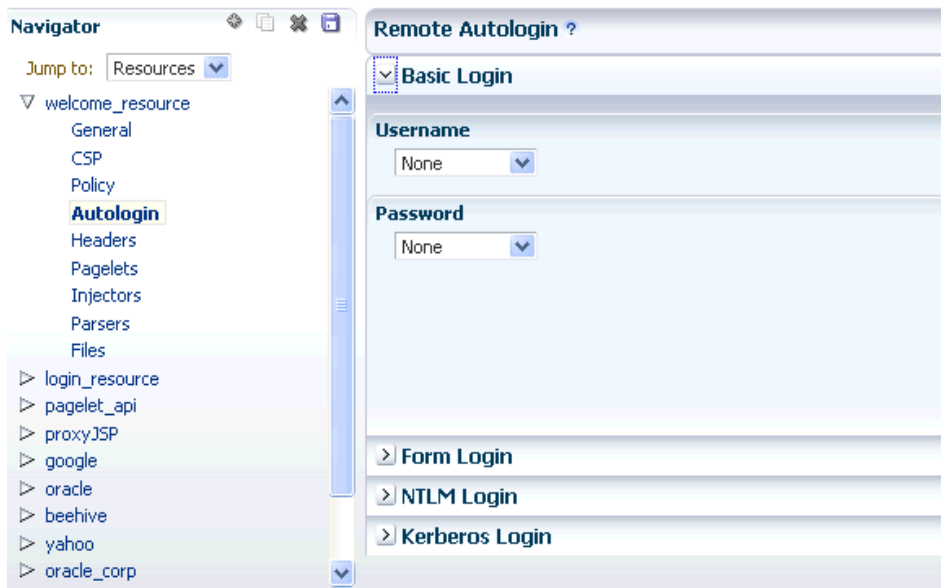 Navigator
Jump to: Resources
welcome_resource
General
CSP
Policy
Autologin
Headers
Pagelets
Injectors
Parsers
Files
login_resource
pagelet_api
proxyJSP
google
oracle
beehive
yahoo
oracle_corp
Remote Autologin ?
Basic Login
Username
None
Password
None
Form Login
NTLM Login
Kerberos Login